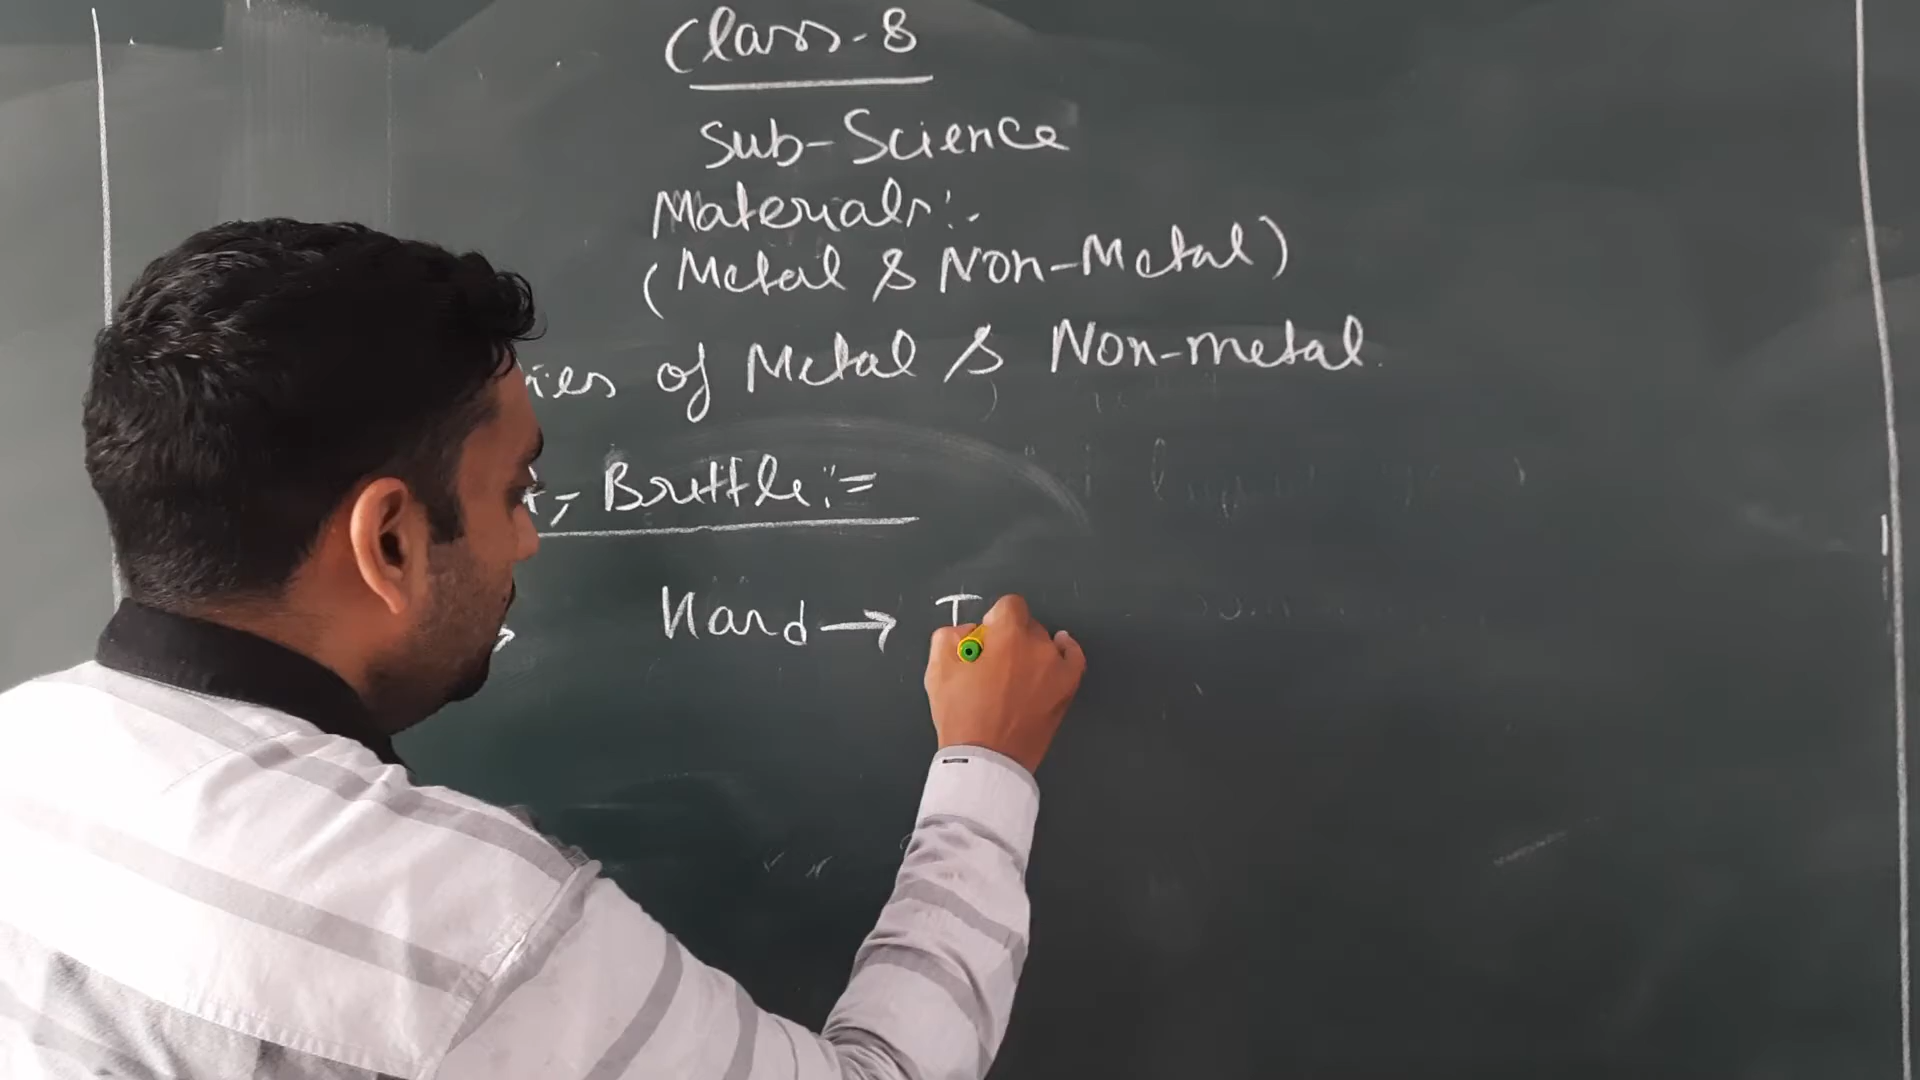 Class-8
Sub-Science
Materials:-
(Metal & Non-Metal)
ies of Metal & Non-metal.
Brittle:=
Hard → I